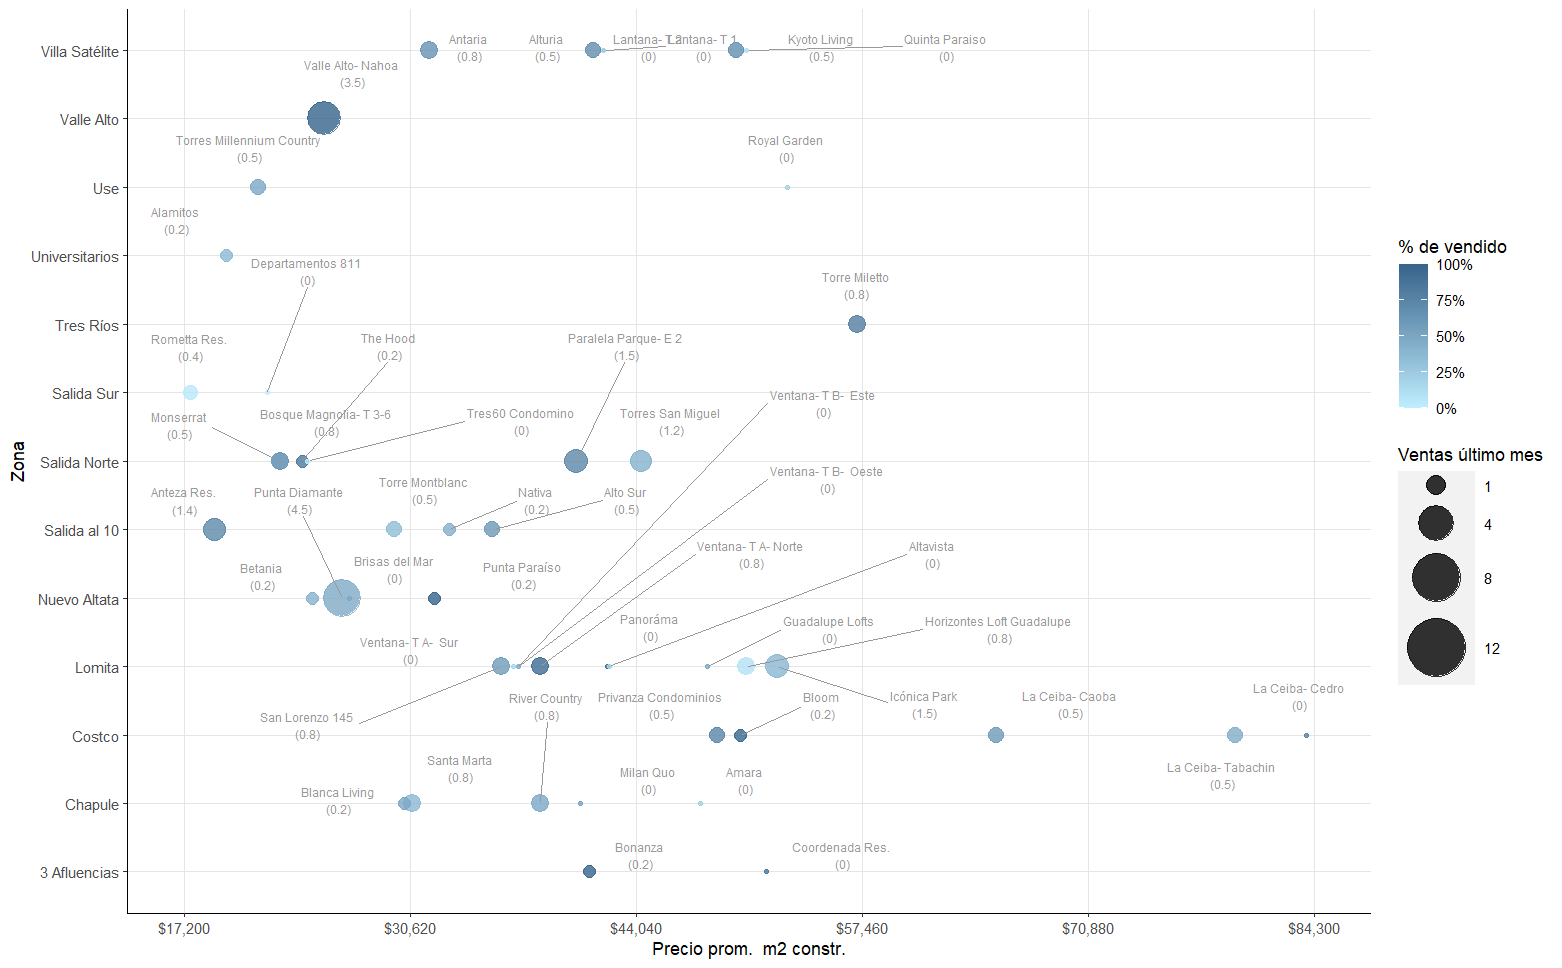 Antaria
(0.8)
Alturia
(0.5)
Lantana- T 2
(0)
Lantana- T 1
(0)
Kyoto Living
(0.5)
Quinta Paraiso
(0)
Villa Satélite
Valle Alto- Nahoa
(3.5)
Valle Alto
Torres Millennium Country
(0.5)
Royal Garden
(0)
Use
Alamitos
(0.2)
Universitarios
Departamentos 811
(0)
Torre Miletto
(0.8)
Tres Ríos
Rometta Res.
(0.4)
The Hood
(0.2)
Paralela Parque- E 2
(1.5)
Salida Sur
Ventana- T B- Este
(0)
Monserrat
(0.5)
Bosque Magnolia- T 3-6
(0.8)
Tres60 Condomino
(0)
Torres San Miguel
(1.2)
Salida Norte
Ventana- T B- Oeste
(0)
Anteza Res.
(1.4)
Punta Diamante
(4.5)
Torre Montblanc
(0.5)
Nativa
(0.2)
Alto Sur
(0.5)
Salida al 10
Ventana- T A- Norte
(0.8)
Altavista
(0)
Betania
(0.2)
Brisas del Mar
(0)
Punta Paraíso
(0.2)
Nuevo Altata
Panoráma
(0)
Guadalupe Lofts
(0)
Horizontes Loft Guadalupe
(0.8)
Ventana- T A- Sur
(0)
Lomita
San Lorenzo 145
(0.8)
River Country
(0.8)
Privanza Condominios
(0.5)
Bloom
(0.2)
Icónica Park
(1.5)
La Ceiba- Caoba
(0.5)
La Ceiba- Cedro
(0)
Costco
La Ceiba- Tabachin
(0.5)
Santa Marta
(0.8)
Milan Quo
(0)
Amara
(0)
Blanca Living
(0.2)
Chapule
Bonanza
(0.2)
Coordenada Res.
(0)
3 Afluencias
Zona
$17,200
$30,620
$44,040
$57,460
$70,880
$84,300
Precio prom.  m2 constr.
% de vendido
100%
75%
50%
25%
0%
Ventas último mes
1
4
8
12